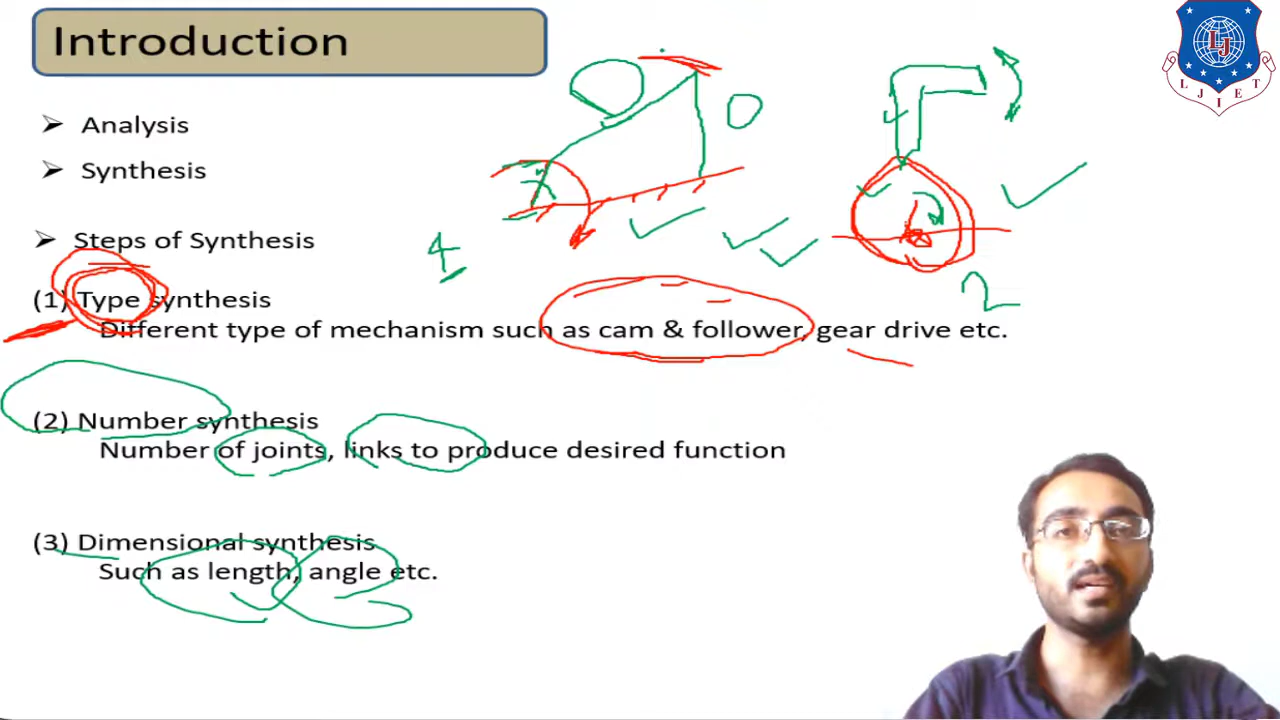 Introduction
LJ
LJIET
➢ Analysis
➢ Synthesis
➢ Steps of Synthesis
4
2
(1) Type synthesis
Different type of mechanism such as cam & follower, gear drive etc.
(2) Number synthesis
Number of joints, links to produce desired function
(3) Dimensional synthesis
Such as length, angle etc.